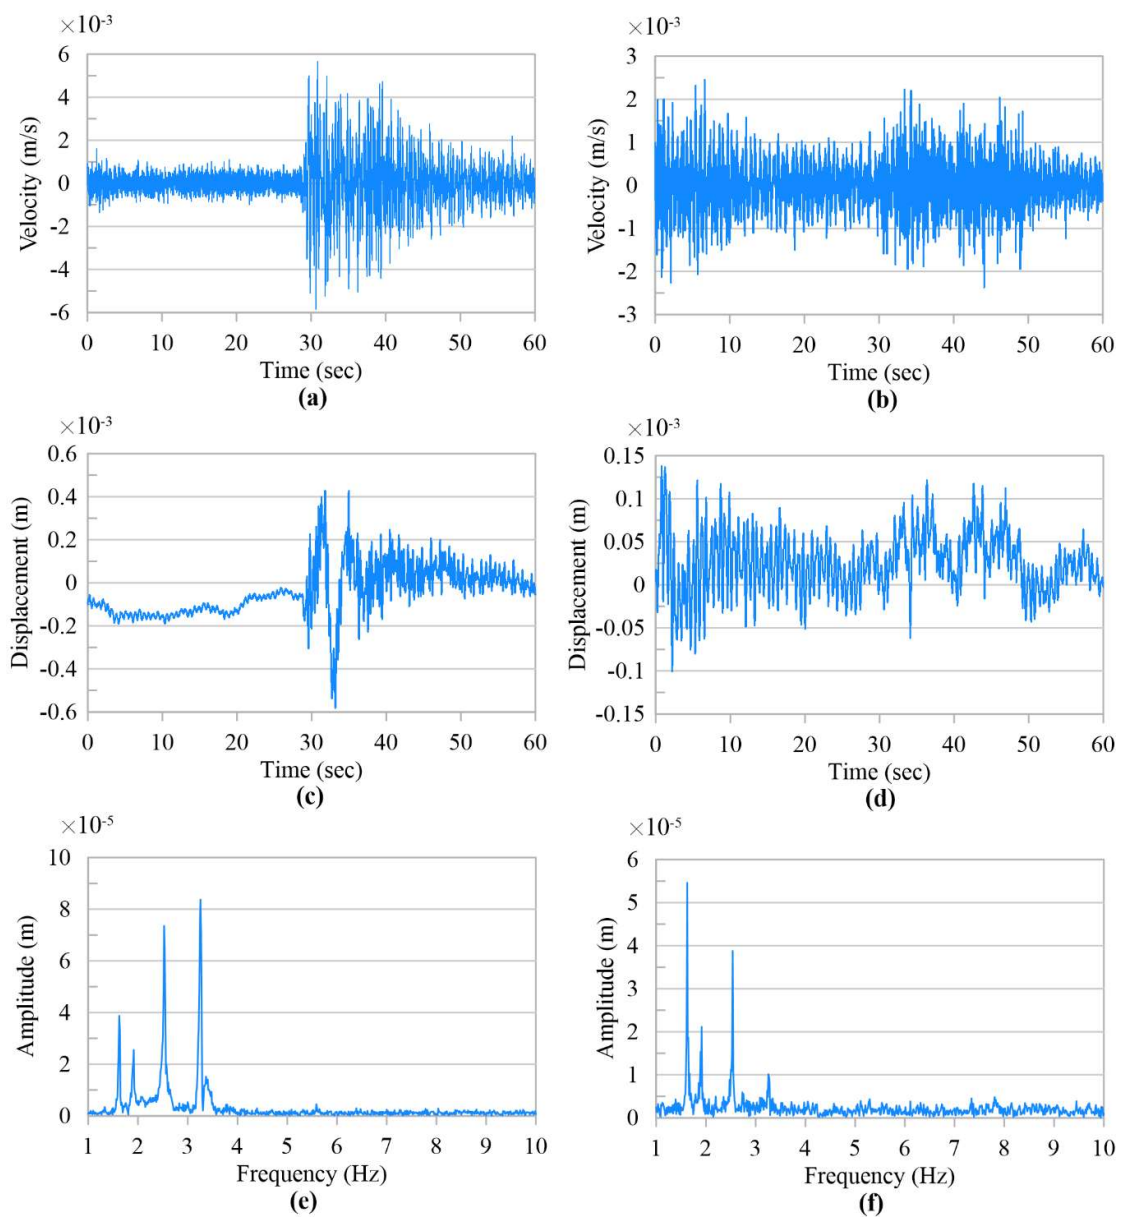 ×10-3
6
4
2
0
-2
-4
-6
Velocity (m/s)
0 10 20 30 40 50 60
Time (sec)
(a)
×10-3
3
2
1
0
-1
-2
-3
Velocity (m/s)
0 10 20 30 40 50 60
Time (sec)
(b)
×10-3
0.6
0.4
0.2
0
-0.2
-0.4
-0.6
Displacement (m)
0 10 20 30 40 50 60
Time (sec)
(c)
×10-3
0.15
0.1
0.05
0
-0.05
-0.1
-0.15
Displacement (m)
0 10 20 30 40 50 60
Time (sec)
(d)
×10-5
10
8
6
4
2
0
Amplitude (m)
1 2 3 4 5 6 7 8 9 10
Frequency (Hz)
(e)
×10-5
6
5
4
3
2
1
0
Amplitude (m)
1 2 3 4 5 6 7 8 9 10
Frequency (Hz)
(f)